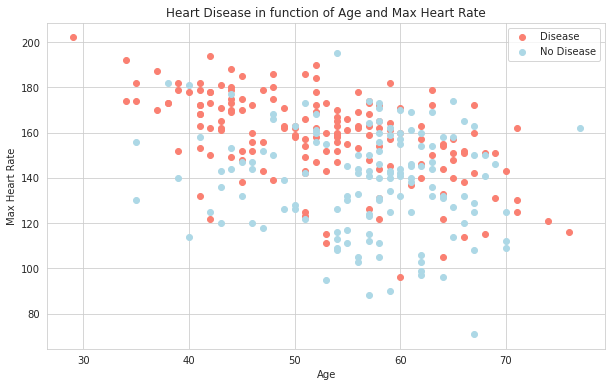 Heart Disease in function of Age and Max Heart Rate
Disease
No Disease
200
180
160
140
120
100
80
Max Heart Rate
30
40
50
60
70
Age